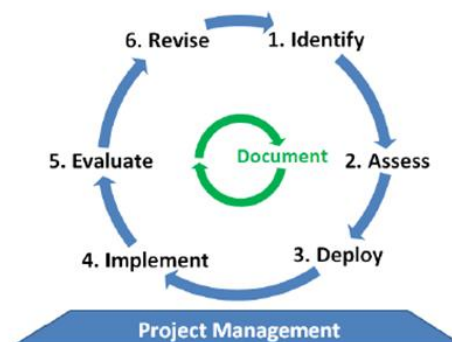 6. Revise
1. Identify
5. Evaluate
Document
2. Assess
4. Implement
3. Deploy
Project Management